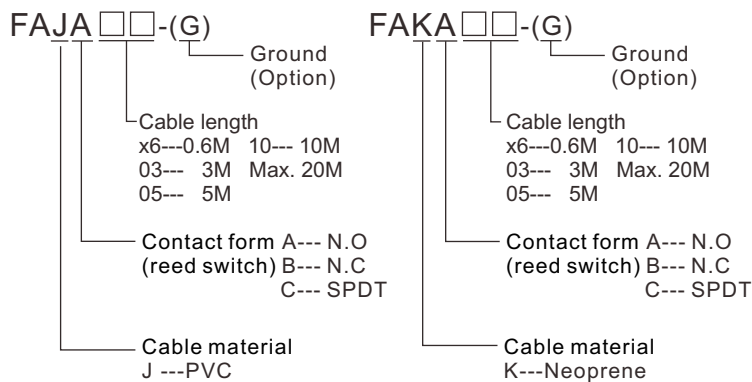 FAJA □□-(G)
Ground
(Option)
Cable length
x6---0.6M 10--- 10M
03--- 3M Max. 20M
05--- 5M
Contact form A--- N.O
(reed switch) B--- N.C
C--- SPDT
Cable material
J ---PVC
FAKA □□-(G)
Ground
(Option)
Cable length
x6---0.6M 10--- 10M
03--- 3M Max. 20M
05--- 5M
Contact form A--- N.O
(reed switch) B--- N.C
C--- SPDT
Cable material
K---Neoprene